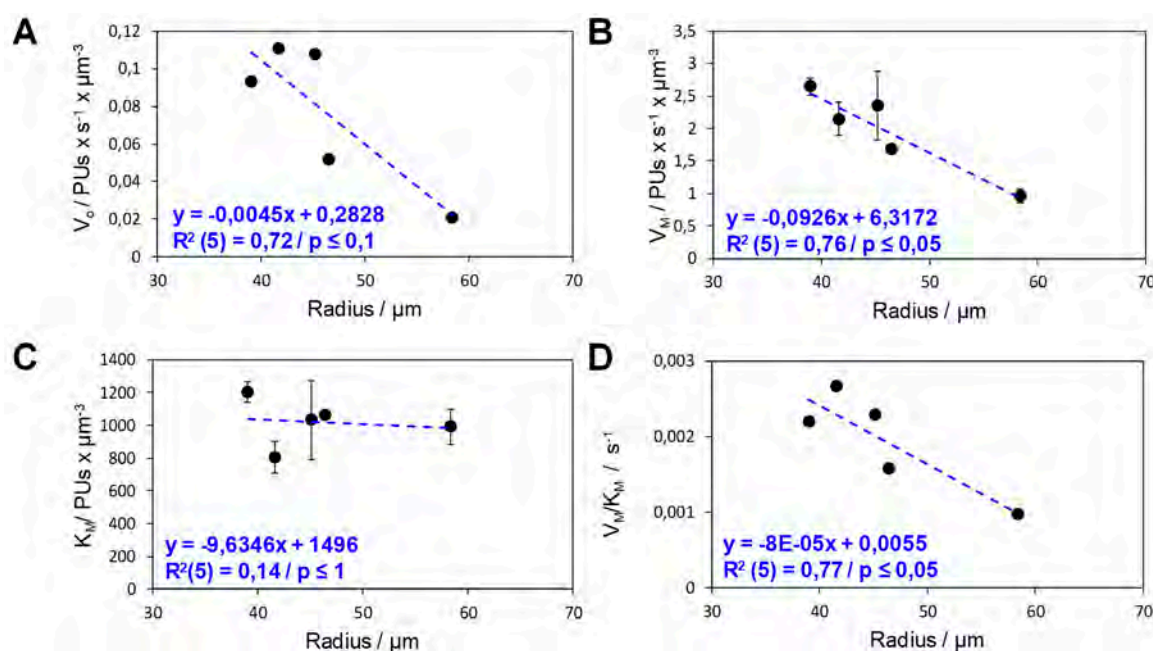 A
0,12
0,1
0,08
0,06
0,04
0,02
0
V₀ / PUs x s⁻¹ x µm⁻³
y = -0,0045x + 0,2828
R² (5) = 0,72 / p ≤ 0,1
30 40 50 60 70
Radius / µm
B
3,5
3
2,5
2
1,5
1
0,5
0
V_M / PUs x s⁻¹ x µm⁻³
y = -0,0926x + 6,3172
R² (5) = 0,76 / p ≤ 0,05
30 40 50 60 70
Radius / µm
C
1400
1200
1000
800
600
400
200
0
K_M/ PUs x µm⁻³
y = -9,6346x + 1496
R²(5) = 0,14 / p ≤ 1
30 40 50 60 70
Radius / µm
D
0,003
0,002
0,001
0
V_M/K_M / s⁻¹
y = -8E-05x + 0,0055
R² (5) = 0,77 / p ≤ 0,05
30 40 50 60 70
Radius / µm